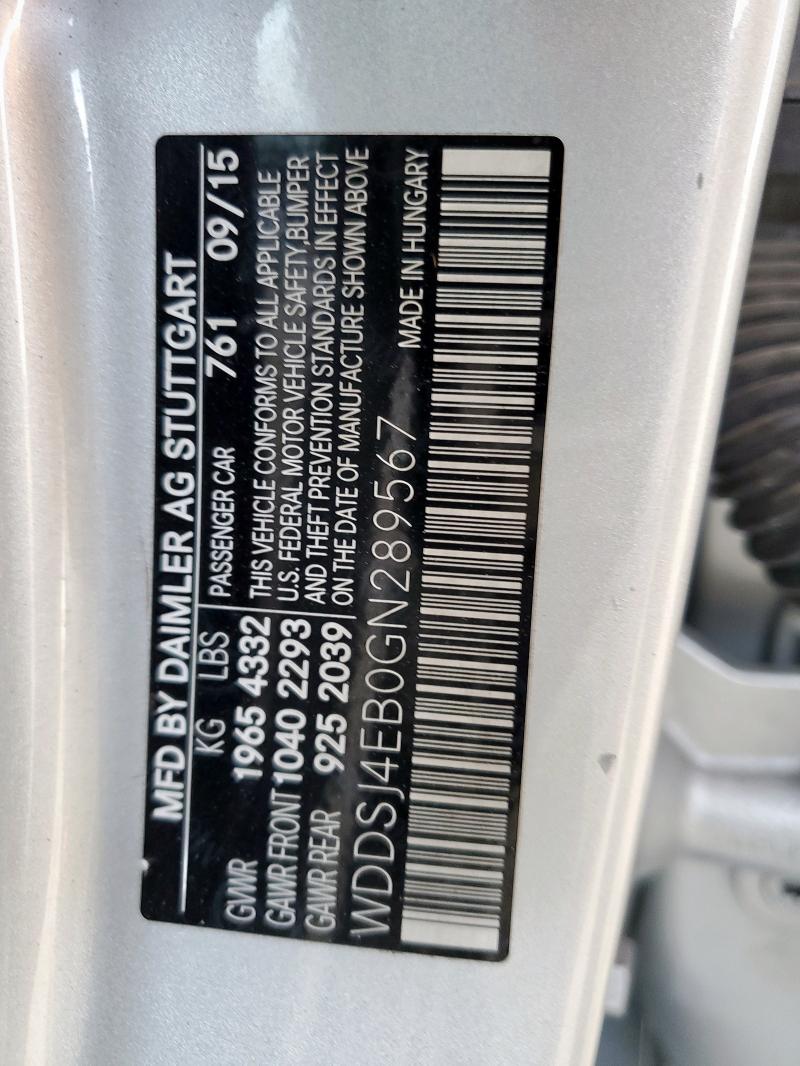 MFD BY DAIMLER AG STUTTGART
KG LBS PASSENGER CAR 761 09/15
GVWR 1965 4332 THIS VEHICLE CONFORMS TO ALL APPLICABLE
GAWR FRONT 1040 2293 U.S. FEDERAL MOTOR VEHICLE SAFETY,BUMPER
GAWR REAR 925 2039 AND THEFT PREVENTION STANDARDS IN EFFECT
ON THE DATE OF MANUFACTURE SHOWN ABOVE
WDDSJ4EB0GN289567 MADE IN HUNGARY